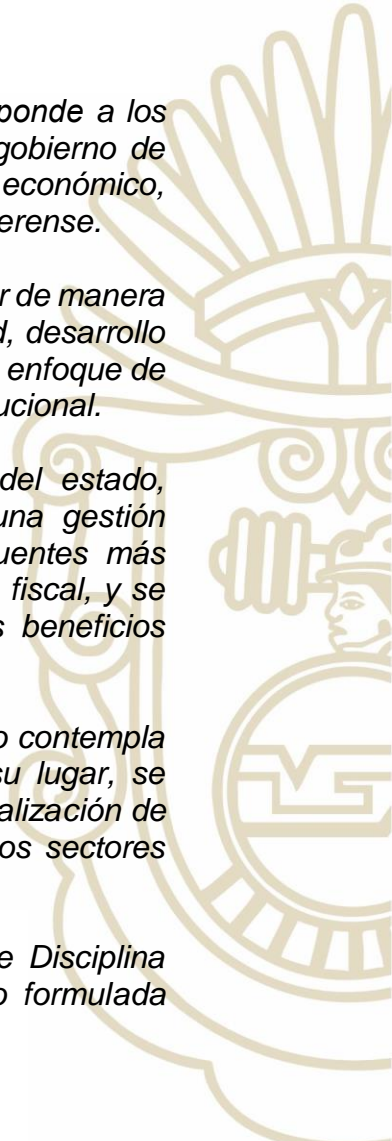 ponde a los
gobierno de
económico,
erense.
r de manera
d, desarrollo
enfoque de
ucional.
del estado,
una gestión
uentes más
fiscal, y se
s beneficios
o contempla
su lugar, se
alización de
os sectores
e Disciplina
o formulada